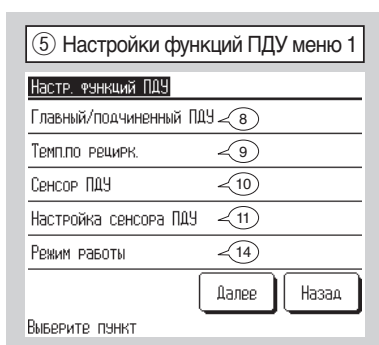 ⑤ Настройки функций ПДУ меню 1
Настр. функций ПДУ
Главный/подчиненный ПДУ 8
Темп.по рецирк. 9
Сенсор ПДУ 10
Настройка сенсора ПДУ 11
Режим работы 14
Далее Назад
Выберите пункт